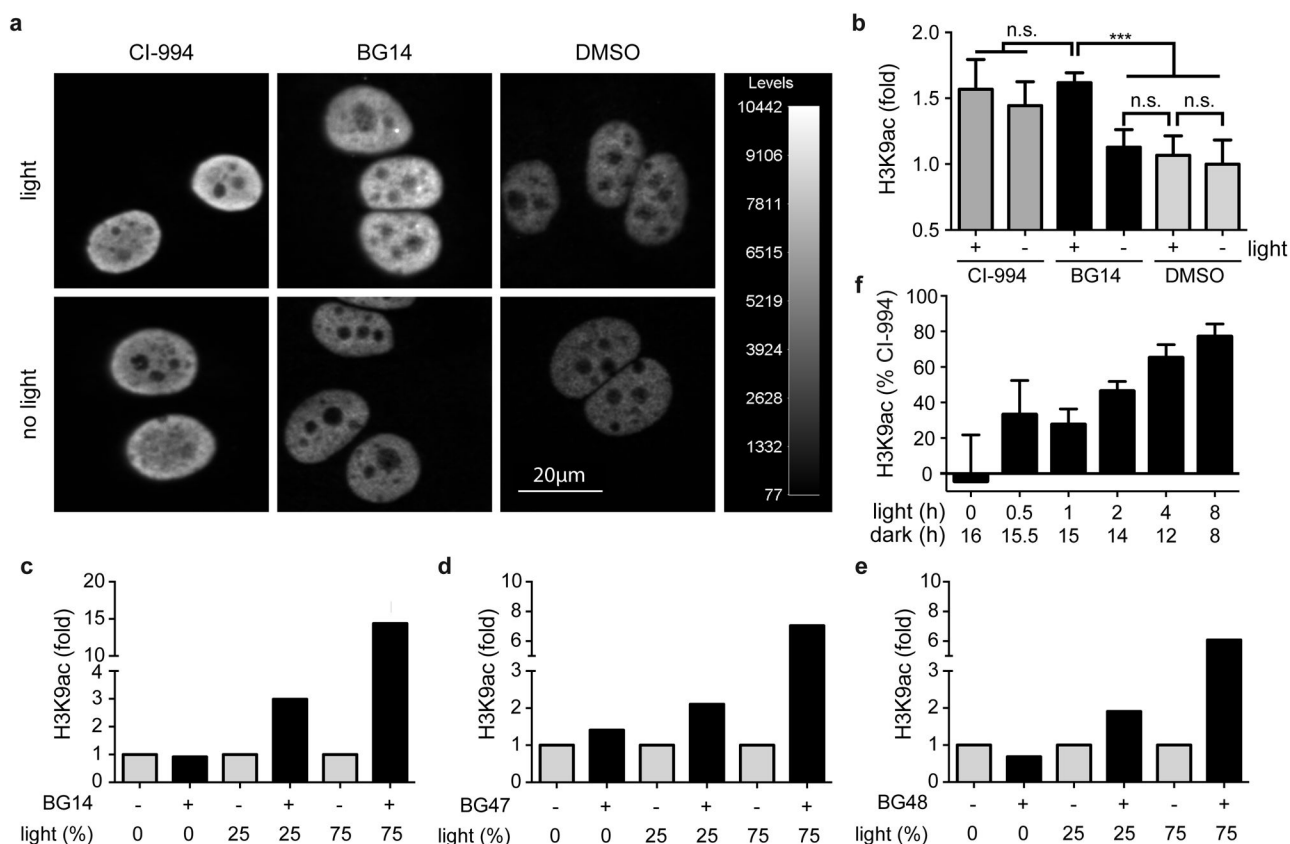 a
CI-994 BG14 DMSO
light
no light
Levels
10442
9106
7811
6515
5219
3924
2628
1332
77
20μm
b
H3K9ac (fold)
2.0
1.5
1.0
0.5
n.s. ***
n.s. n.s.
+ - + - + - light
CI-994 BG14 DMSO
f
H3K9ac (% CI-994)
100
80
60
40
20
0
light (h) 0 0.5 1 2 4 8
dark (h) 16 15.5 15 14 12 8
c
H3K9ac (fold)
20
15
10
4
3
2
1
0
BG14 - + - + - +
light (%) 0 0 25 25 75 75
d
H3K9ac (fold)
10
8
6
3
2
1
0
BG47 - + - + - +
light (%) 0 0 25 25 75 75
e
H3K9ac (fold)
10
8
6
3
2
1
0
BG48 - + - + - +
light (%) 0 0 25 25 75 75